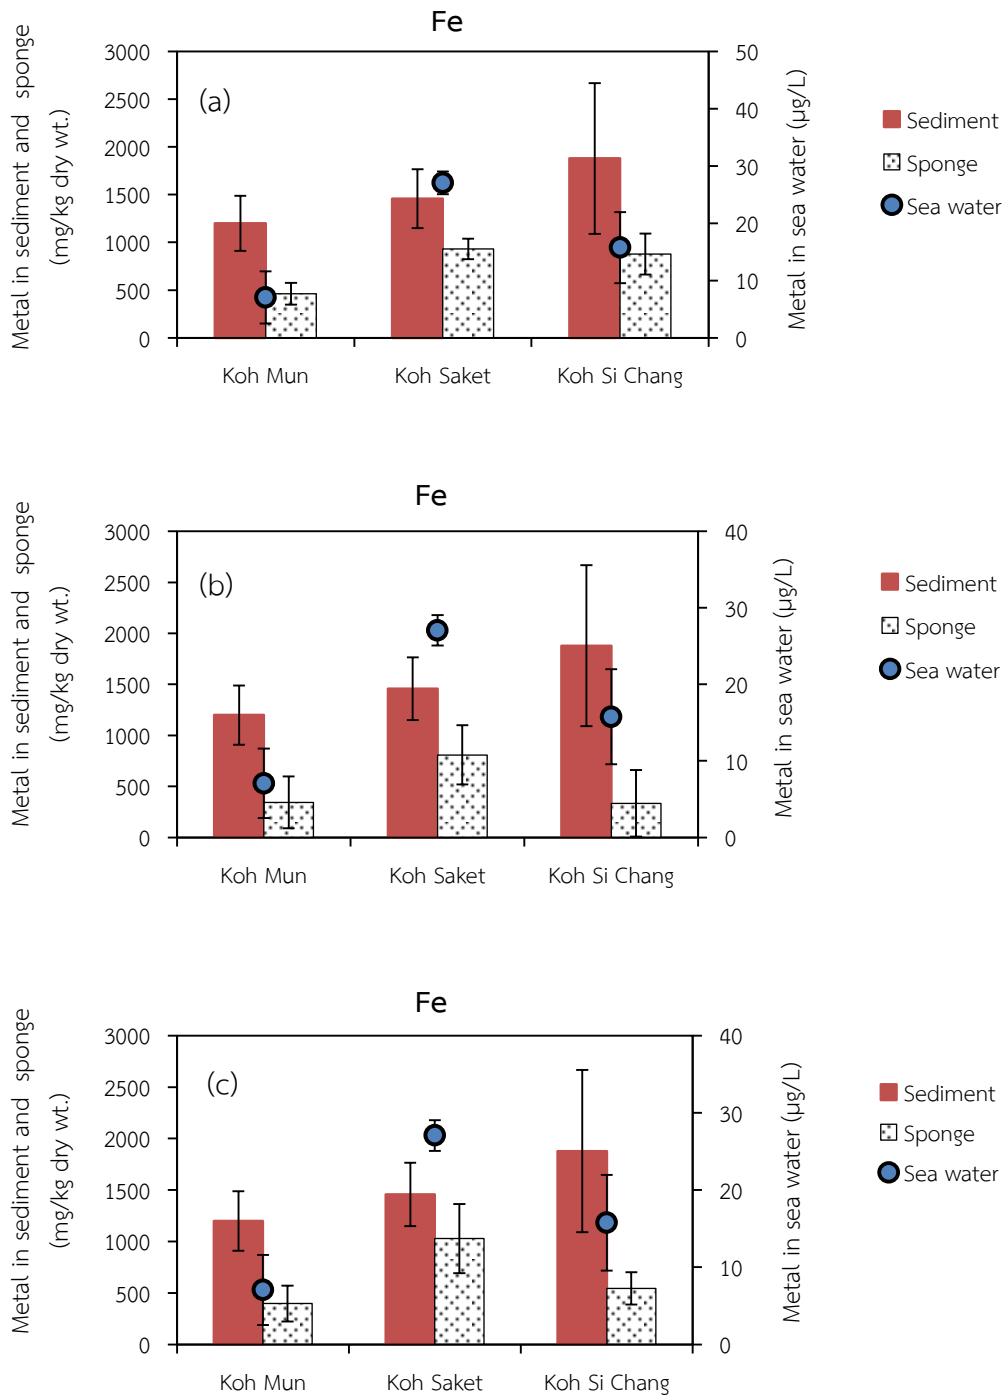 Fe
Metal in sediment and sponge
(mg/kg dry wt.)
3000
2500
2000
1500
1000
500
0
(a)
50
40
30
20
10
0
Metal in sea water (µg/L)
Koh Mun
Koh Saket
Koh Si Chang
Sediment
Sponge
Sea water
Fe
Metal in sediment and sponge
(mg/kg dry wt.)
3000
2500
2000
1500
1000
500
0
(b)
40
30
20
10
0
Metal in sea water (µg/L)
Koh Mun
Koh Saket
Koh Si Chang
Sediment
Sponge
Sea water
Fe
Metal in sediment and sponge
(mg/kg dry wt.)
3000
2500
2000
1500
1000
500
0
(c)
40
30
20
10
0
Metal in sea water (µg/L)
Koh Mun
Koh Saket
Koh Si Chang
Sediment
Sponge
Sea water